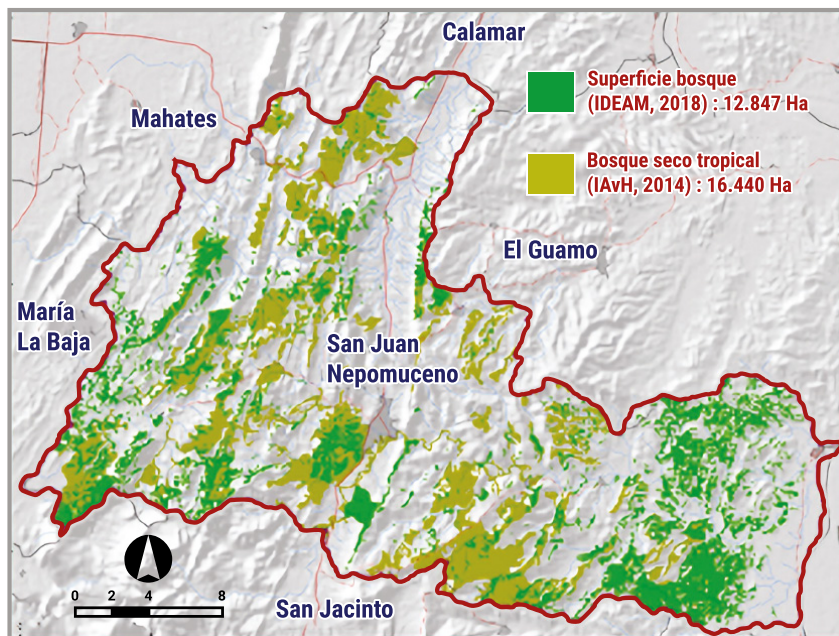 Calamar
Superficie bosque
(IDEAM, 2018) : 12.847 Ha
Mahates
Bosque seco tropical
(IAvH, 2014) : 16.440 Ha
El Guamo
María
La Baja
San Juan
Nepomuceno
0 2 4 8
San Jacinto